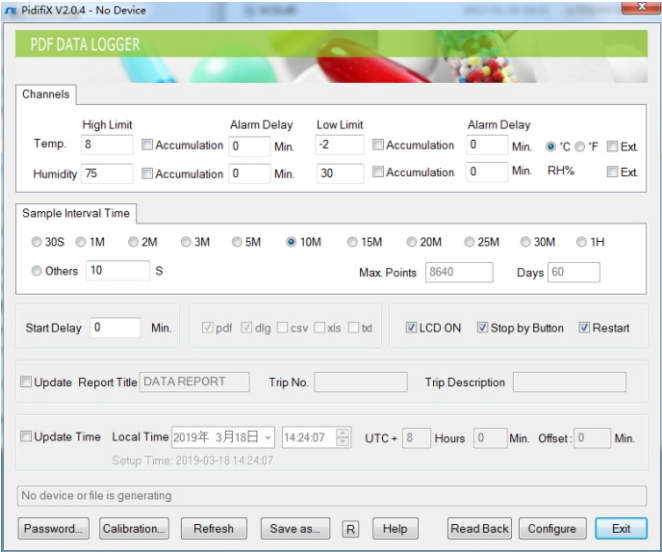 PidifiX V2.0.4 - No Device
PDF DATA LOGGER
Channels
High Limit Alarm Delay Low Limit Alarm Delay
Temp. 8 Accumulation 0 Min. -2 Accumulation 0 Min. °C °F Ext.
Humidity 75 Accumulation 0 Min. 30 Accumulation 0 Min. RH% Ext.
Sample Interval Time
30S 1M 2M 3M 5M 10M 15M 20M 25M 30M 1H
Others 10 S Max. Points 8640 Days 60
Start Delay 0 Min. pdf dlg csv xls txt LCD ON Stop by Button Restart
Update Report Title DATA REPORT Trip No. Trip Description
Update Time Local Time 2019年 3月18日 14:24:07 UTC + 8 Hours 0 Min. Offset: 0 Min.
Setup Time: 2019-03-18 14:24:07
No device or file is generating
Password... Calibration... Refresh Save as... R Help Read Back Configure Exit